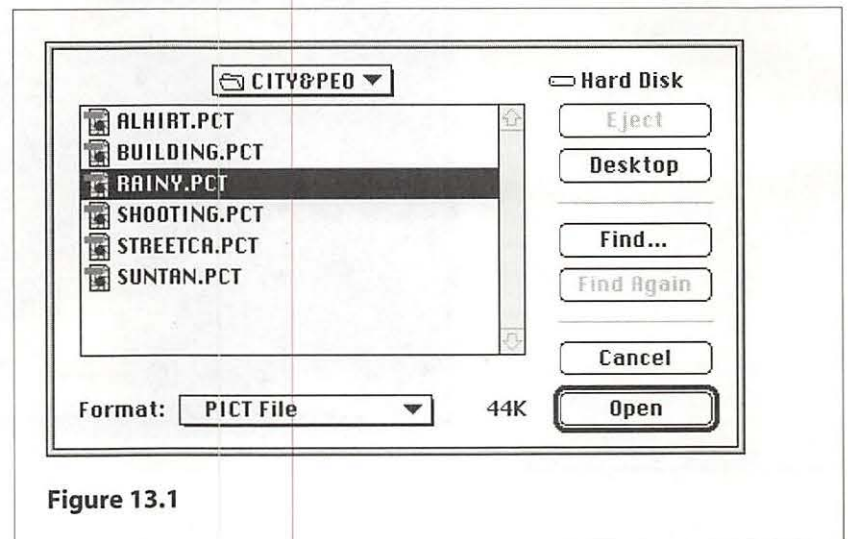 CITY&PEO
Hard Disk
ALHIRT.PCT
BUILDING.PCT
RAINY.PCT
SHOOTING.PCT
STREETCA.PCT
SUNTAN.PCT
Eject
Desktop
Find...
Find Again
Cancel
Open
Format: PICT File 44K
Figure 13.1